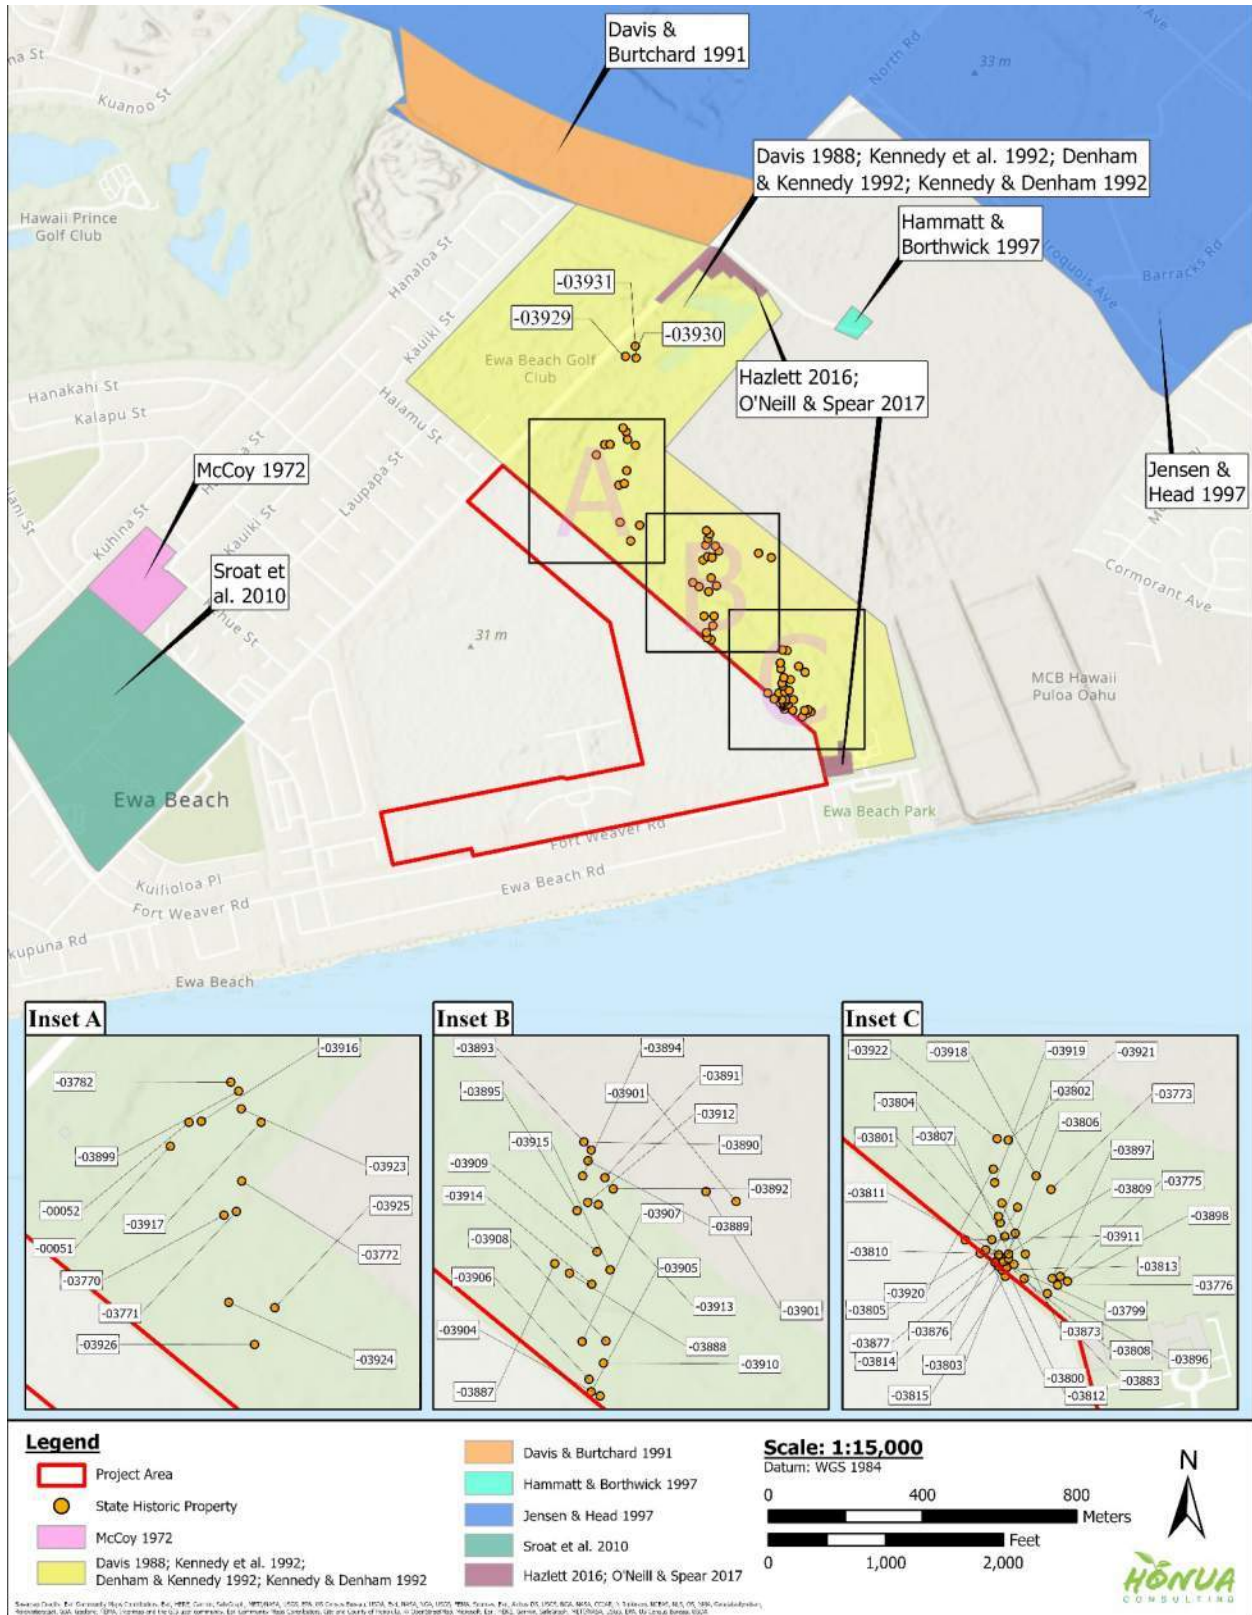 Davis &
Burtchard 1991
North Rd
33 m
Kuanoo St
Davis 1988; Kennedy et al. 1992; Denham
& Kennedy 1992; Kennedy & Denham 1992
Hawaii Prince
Golf Club
Hammatt &
Borthwick 1997
Iroquois Ave
Barracks Rd
Hanaloa St
-03931
-03929
-03930
Kauiki St
Ewa Beach Golf
Club
Hazlett 2016;
O'Neill & Spear 2017
Hanakahi St
Kalapu St
Haiamu St
A
McCoy 1972
Laupapa St
Jensen &
Head 1997
Kuhina St
Kauiki St
B
Sroat et
al. 2010
Cormorant Ave
31 m
C
MCB Hawaii
Puloa Oahu
Ewa Beach
Ewa Beach Park
Fort Weaver Rd
Kuilioloa Pl
Ewa Beach Rd
Fort Weaver Rd
kupuna Rd
Ewa Beach
Inset A
-03916
-03782
-03899
-03923
-00052
-03917
-03925
-00051
-03772
-03770
-03771
-03926
-03924
Inset B
-03893
-03894
-03895
-03891
-03901
-03912
-03915
-03890
-03909
-03892
-03914
-03907
-03889
-03908
-03906
-03905
-03913
-03901
-03904
-03888
-03910
-03887
Inset C
-03922
-03918
-03919
-03921
-03802
-03773
-03804
-03806
-03801
-03807
-03897
-03811
-03809
-03775
-03898
-03911
-03810
-03813
-03920
-03776
-03805
-03799
-03876
-03873
-03877
-03808
-03814
-03803
-03896
-03800
-03883
-03815
-03812
Legend
Project Area
State Historic Property
McCoy 1972
Davis 1988; Kennedy et al. 1992;
Denham & Kennedy 1992; Kennedy & Denham 1992
Davis & Burtchard 1991
Hammatt & Borthwick 1997
Jensen & Head 1997
Sroat et al. 2010
Hazlett 2016; O'Neill & Spear 2017
Scale: 1:15,000
Datum: WGS 1984
0 400 800
Meters
Feet
0 1,000 2,000
N
HONUA
CONSULTING